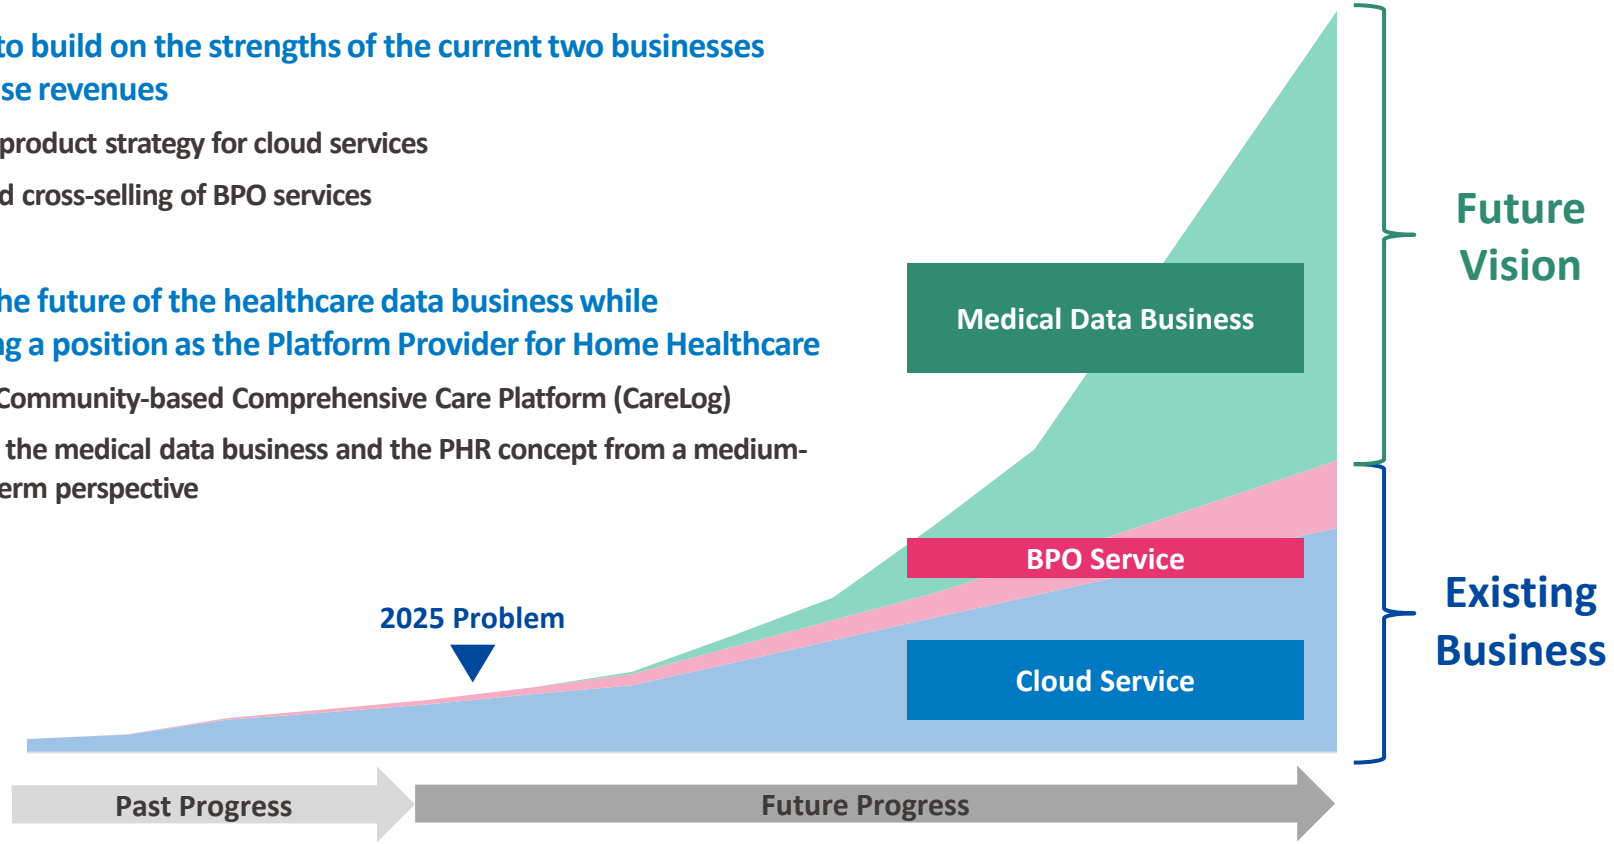 to build on the strengths of the current two businesses
se revenues
product strategy for cloud services
d cross-selling of BPO services
he future of the healthcare data business while
ng a position as the Platform Provider for Home Healthcare
Community-based Comprehensive Care Platform (CareLog)
the medical data business and the PHR concept from a medium-
erm perspective
Future
Vision
Medical Data Business
BPO Service
2025 Problem
Existing
Business
Cloud Service
Past Progress
Future Progress